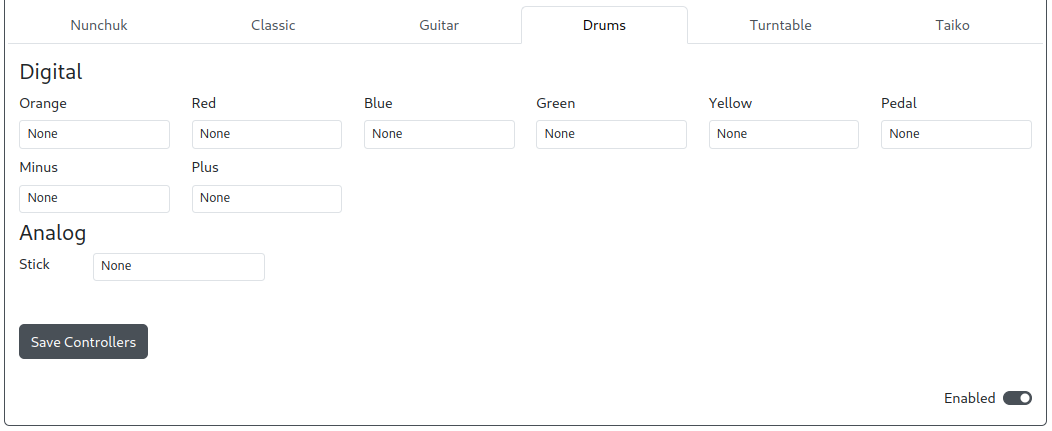 Nunchuk Classic Guitar Drums Turntable Taiko
Digital
Orange Red Blue Green Yellow Pedal
None None None None None None
Minus Plus
None None
Analog
Stick None
Save Controllers
Enabled